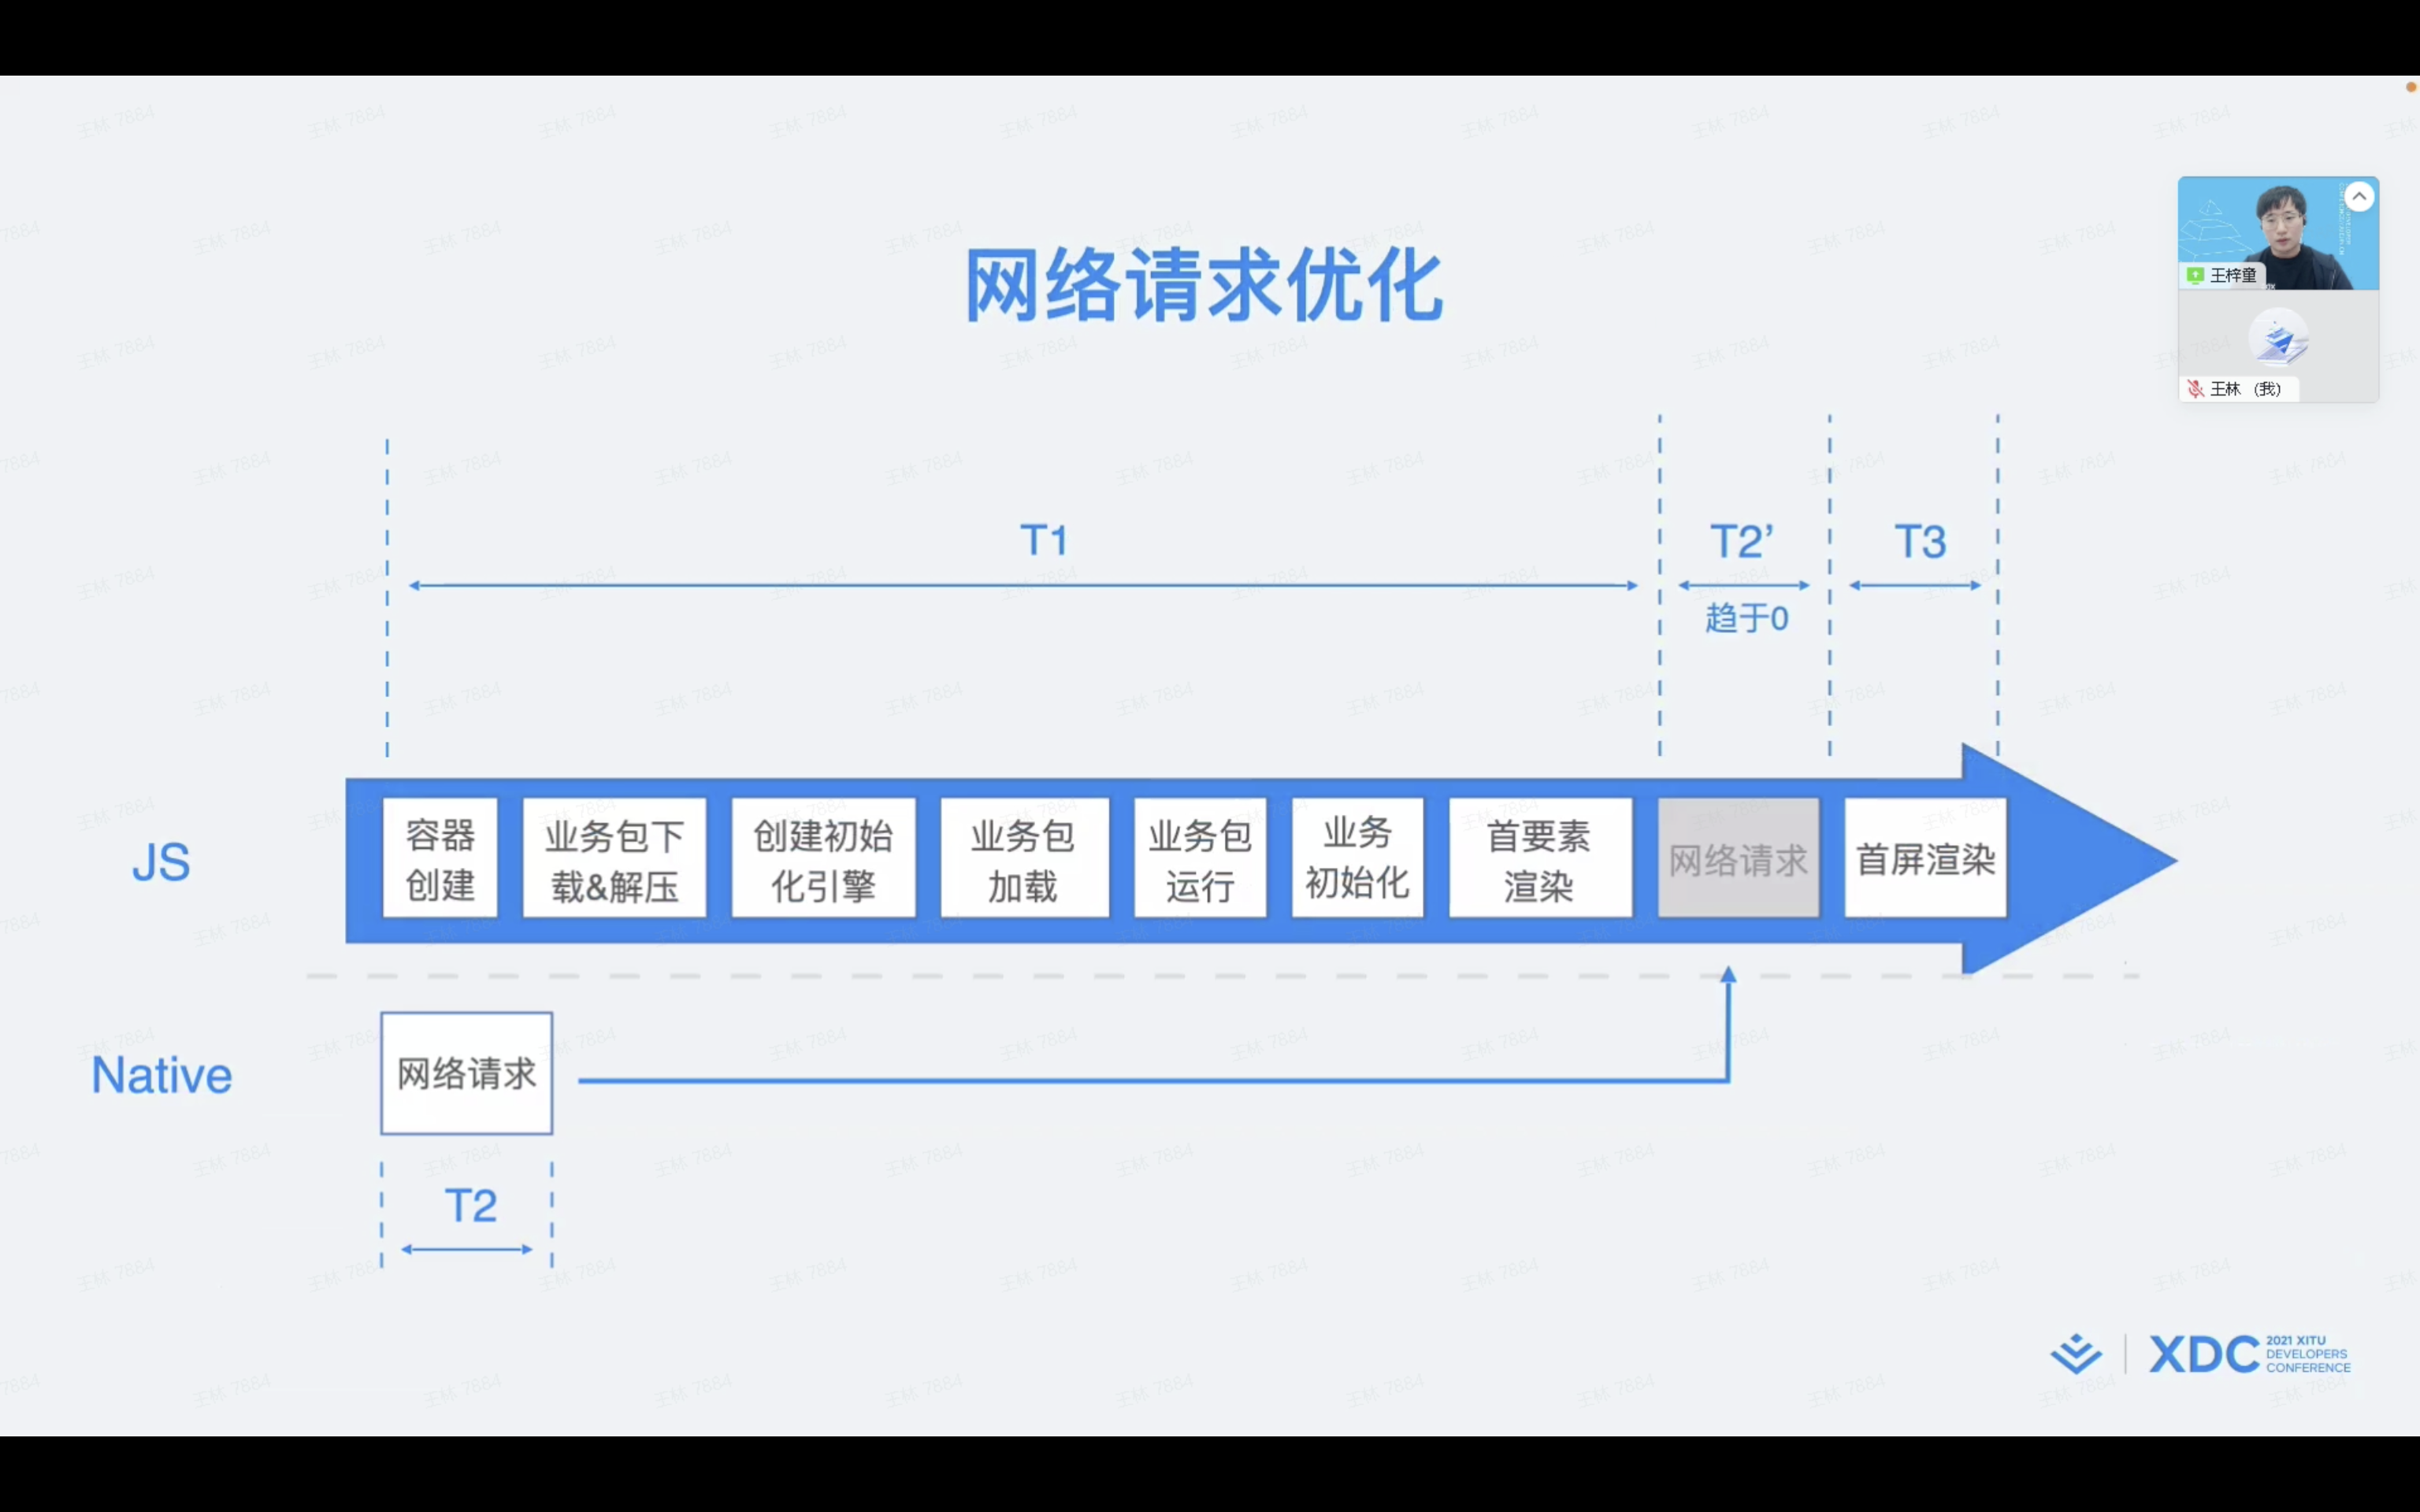 网络请求优化
王梓童
王林 (我)
T1
T2'
T3
趋于0
JS
容器
创建
业务包下
载&解压
创建初始
化引擎
业务包
加载
业务包
运行
业务
初始化
首要素
渲染
网络请求
首屏渲染
Native
网络请求
T2
XDC
2021 XITU
DEVELOPERS
CONFERENCE
王林 7884